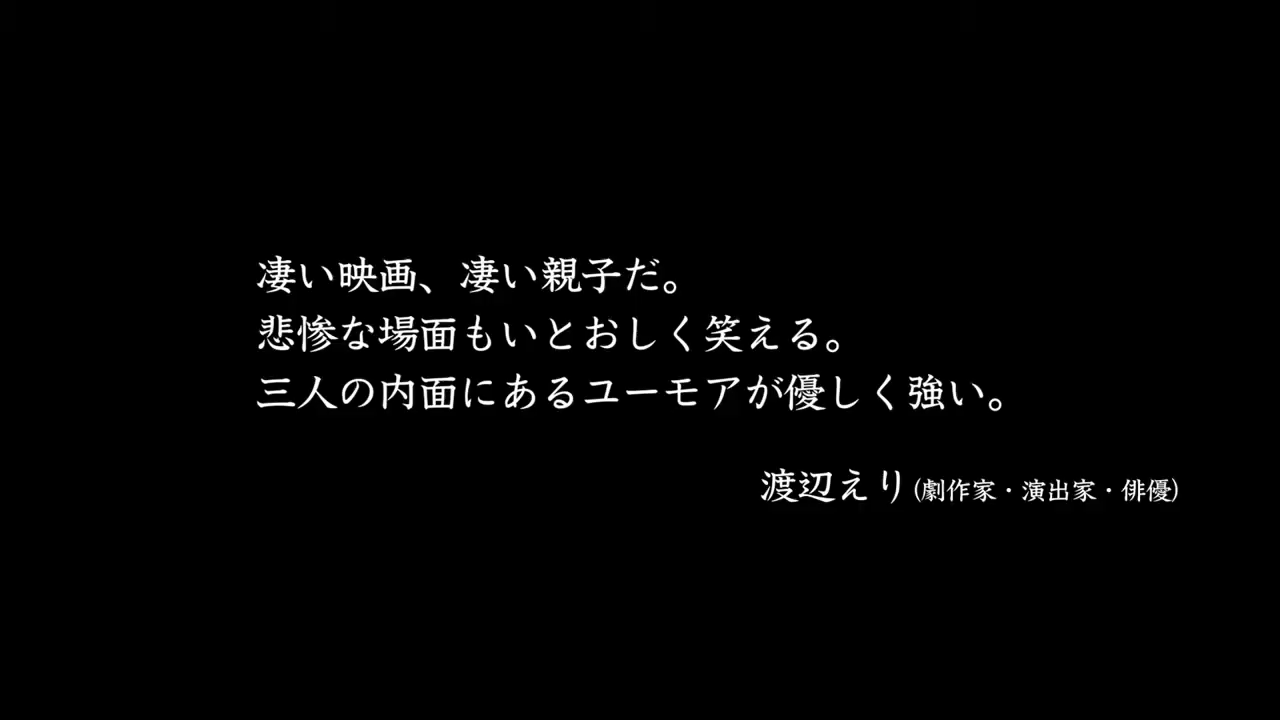 凄い映画、凄い親子だ。
悲惨な場面もいとおしく笑える。
三人の内面にあるユーモアが優しく強い。
渡辺えり(劇作家・演出家・俳優)